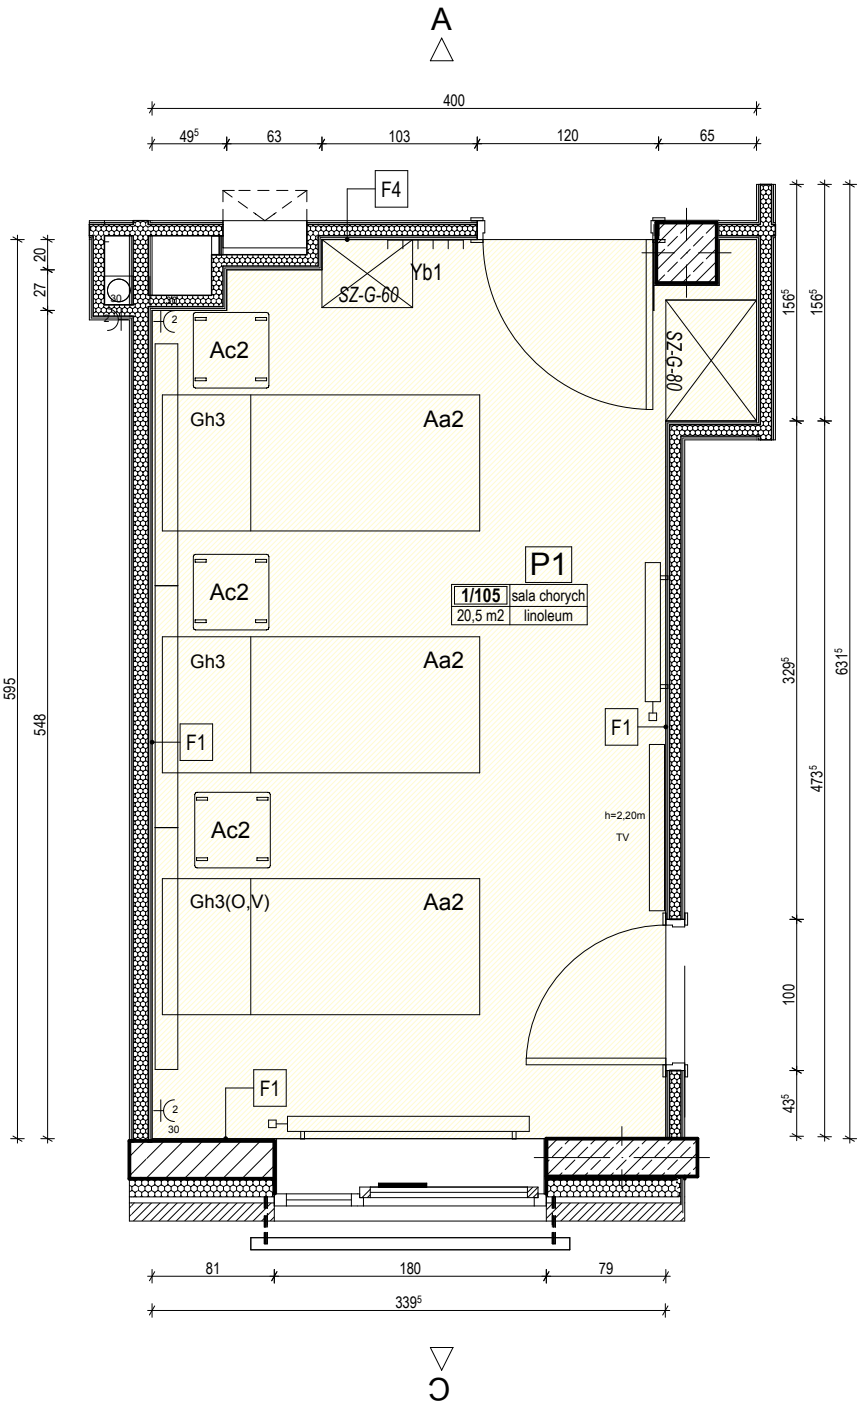 A
400
49⁵ 63 103 120 65
F4
20
27
SZ-G-60
Yb1
30
2
30
2
Ac2
SZ-G-80
156⁵
156⁵
Gh3
Aa2
P1
1/105 sala chorych
20,5 m2 linoleum
Ac2
Gh3
Aa2
595
548
F1
F1
329⁵
473⁵
631⁵
Ac2
h=2,20m
TV
Gh3(O,V)
Aa2
100
F1
2
30
43⁵
81 180 79
339⁵
C